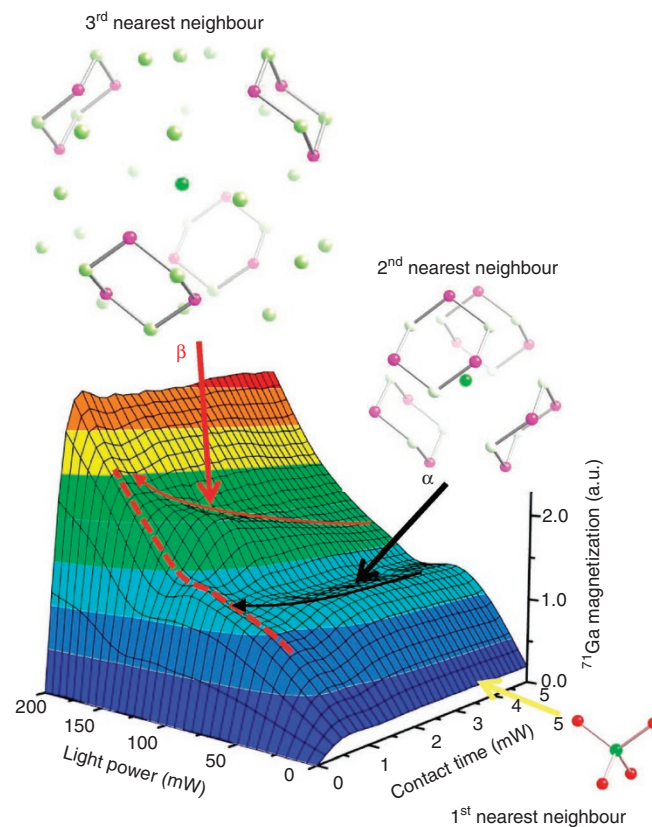 3rd nearest neighbour
2nd nearest neighbour
β
α
2.0
1.0
0.0
71Ga magnetization (a.u.)
200
150
100
50
0
Light power (mW)
0
1
2
3
4
5
5
Contact time (mW)
1st nearest neighbour